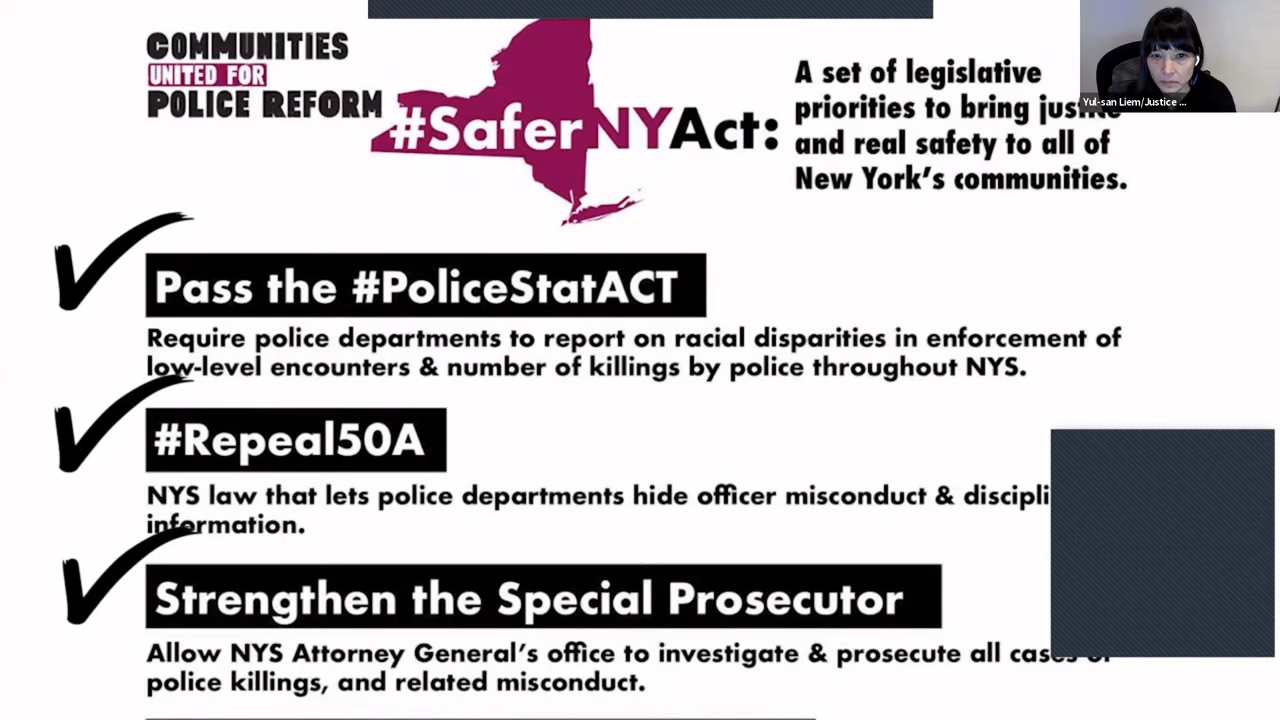 COMMUNITIES
UNITED FOR
POLICE REFORM
#SaferNYAct:
A set of legislative
priorities to bring justice
and real safety to all of
New York's communities.
Yul-san Liem/Justice ...
Pass the #PoliceStatACT
Require police departments to report on racial disparities in enforcement of
low-level encounters & number of killings by police throughout NYS.
#Repeal50A
NYS law that lets police departments hide officer misconduct & discipli
information.
Strengthen the Special Prosecutor
Allow NYS Attorney General's office to investigate & prosecute all cases of
police killings, and related misconduct.